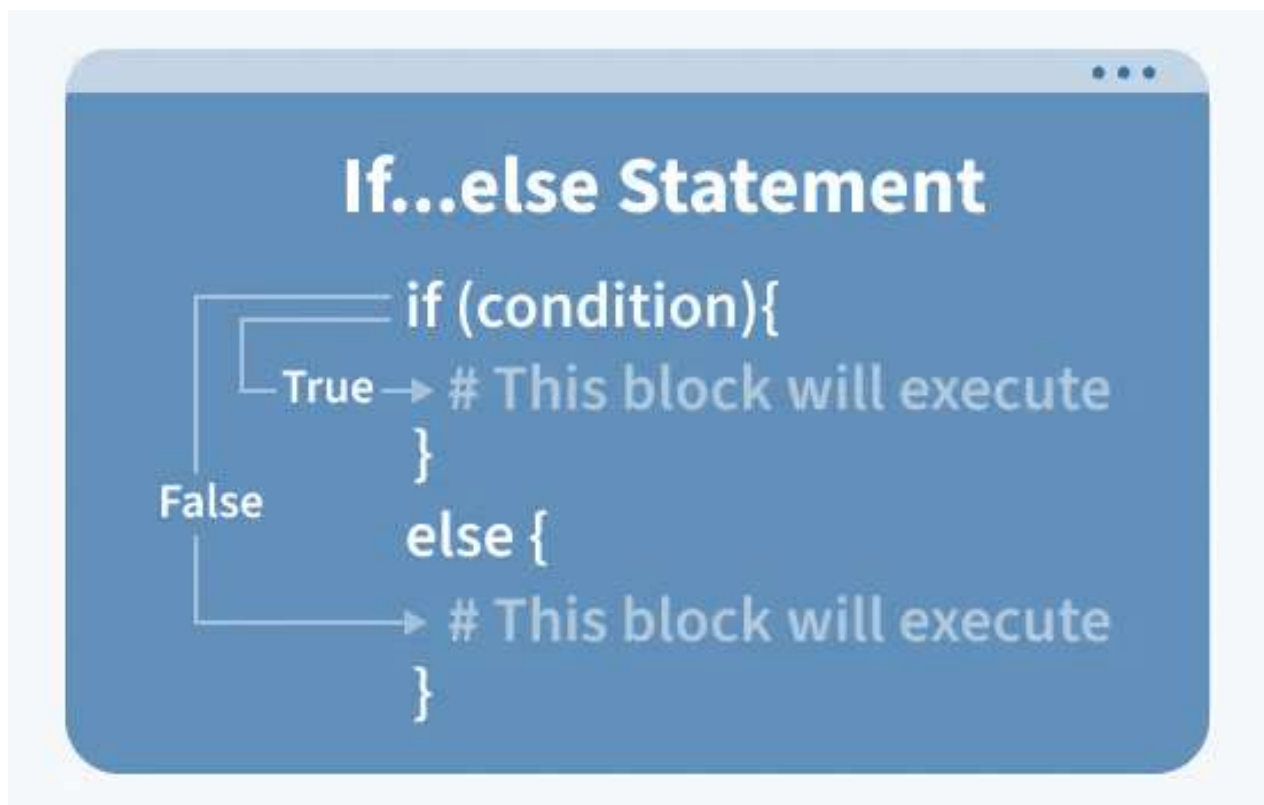 If...else Statement
if (condition){
True # This block will execute
}
False
else {
# This block will execute
}